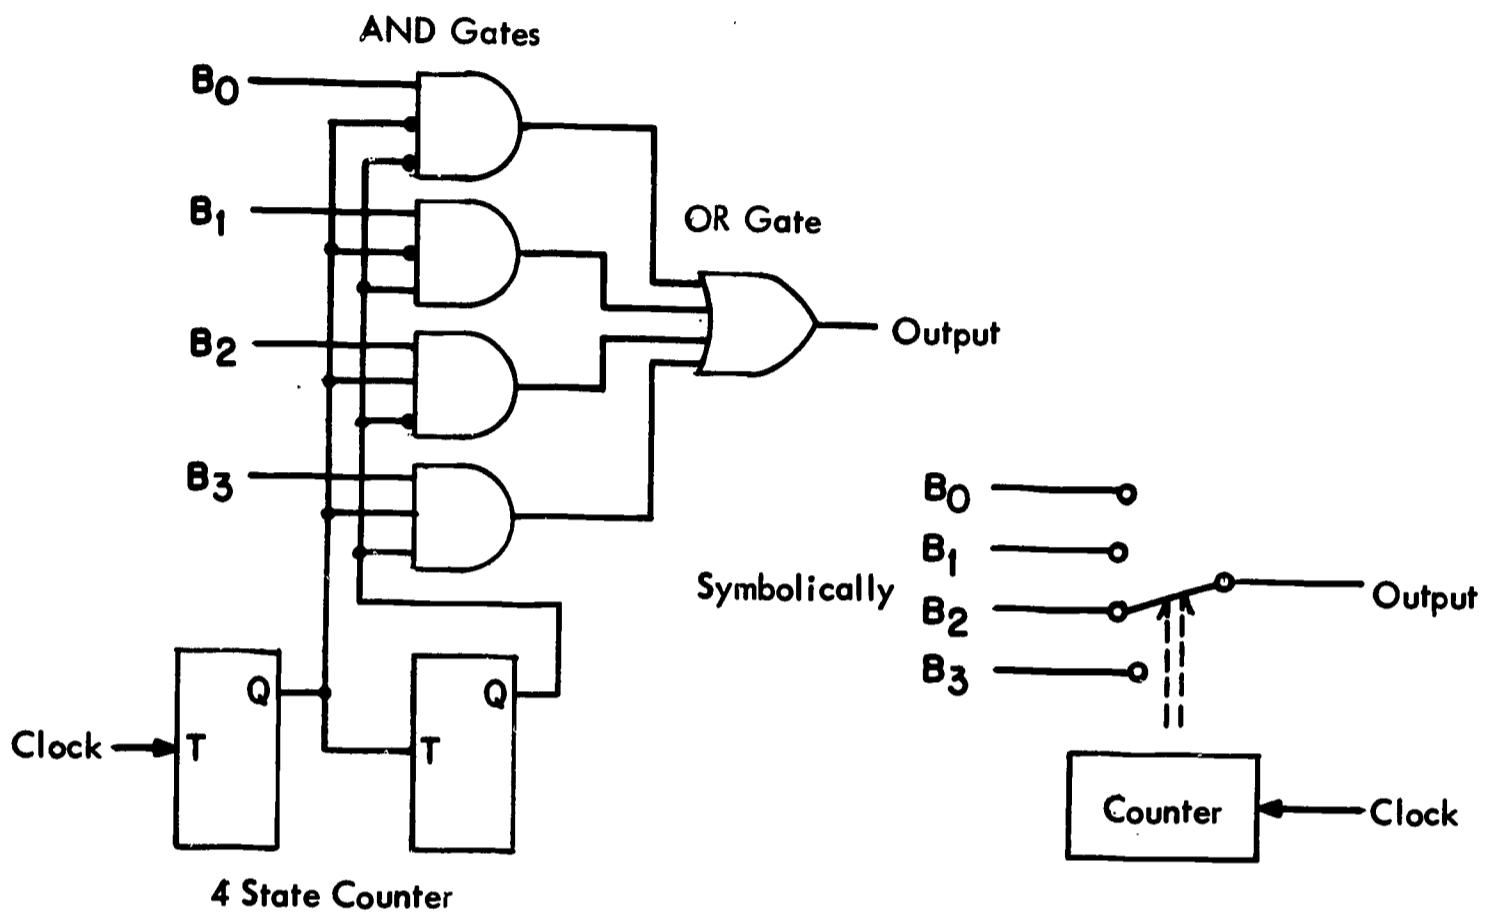 AND Gates
B0
B1
OR Gate
B2
Output
B3
B0
B1
Symbolically
B2
Output
B3
Q
Q
Clock
T
T
Counter
Clock
4 State Counter